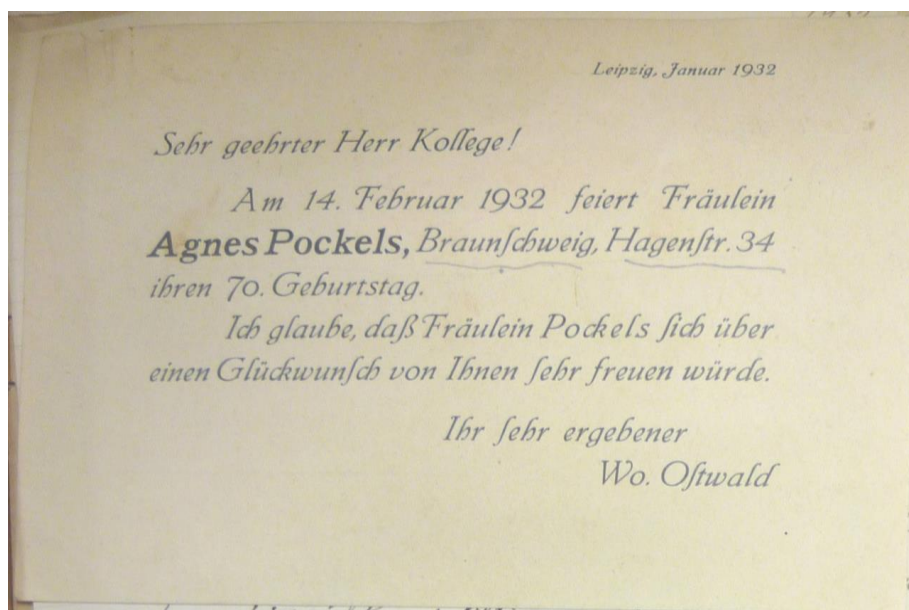 Leipzig, Januar 1932
Sehr geehrter Herr Kollege!
Am 14. Februar 1932 feiert Fräulein
Agnes Pockels, Braunſchweig, Hagenſtr. 34
ihren 70. Geburtstag.
Ich glaube, daß Fräulein Pockels ſich über
einen Glückwunſch von Ihnen ſehr freuen würde.
Ihr ſehr ergebener
Wo. Oſtwald